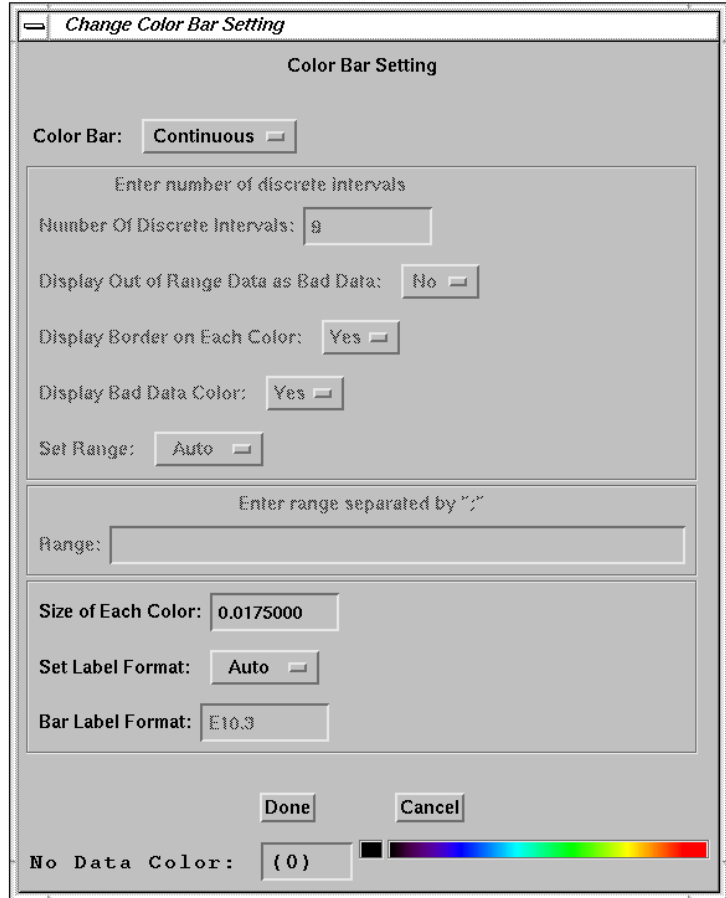 Change Color Bar Setting
Color Bar Setting
Color Bar: Continuous
Enter number of discrete intervals
Number Of Discrete Intervals: 9
Display Out of Range Data as Bad Data: No
Display Border on Each Color: Yes
Display Bad Data Color: Yes
Set Range: Auto
Enter range separated by ";"
Range:
Size of Each Color: 0.0175000
Set Label Format: Auto
Bar Label Format: E10.3
Done Cancel
No Data Color: (0)